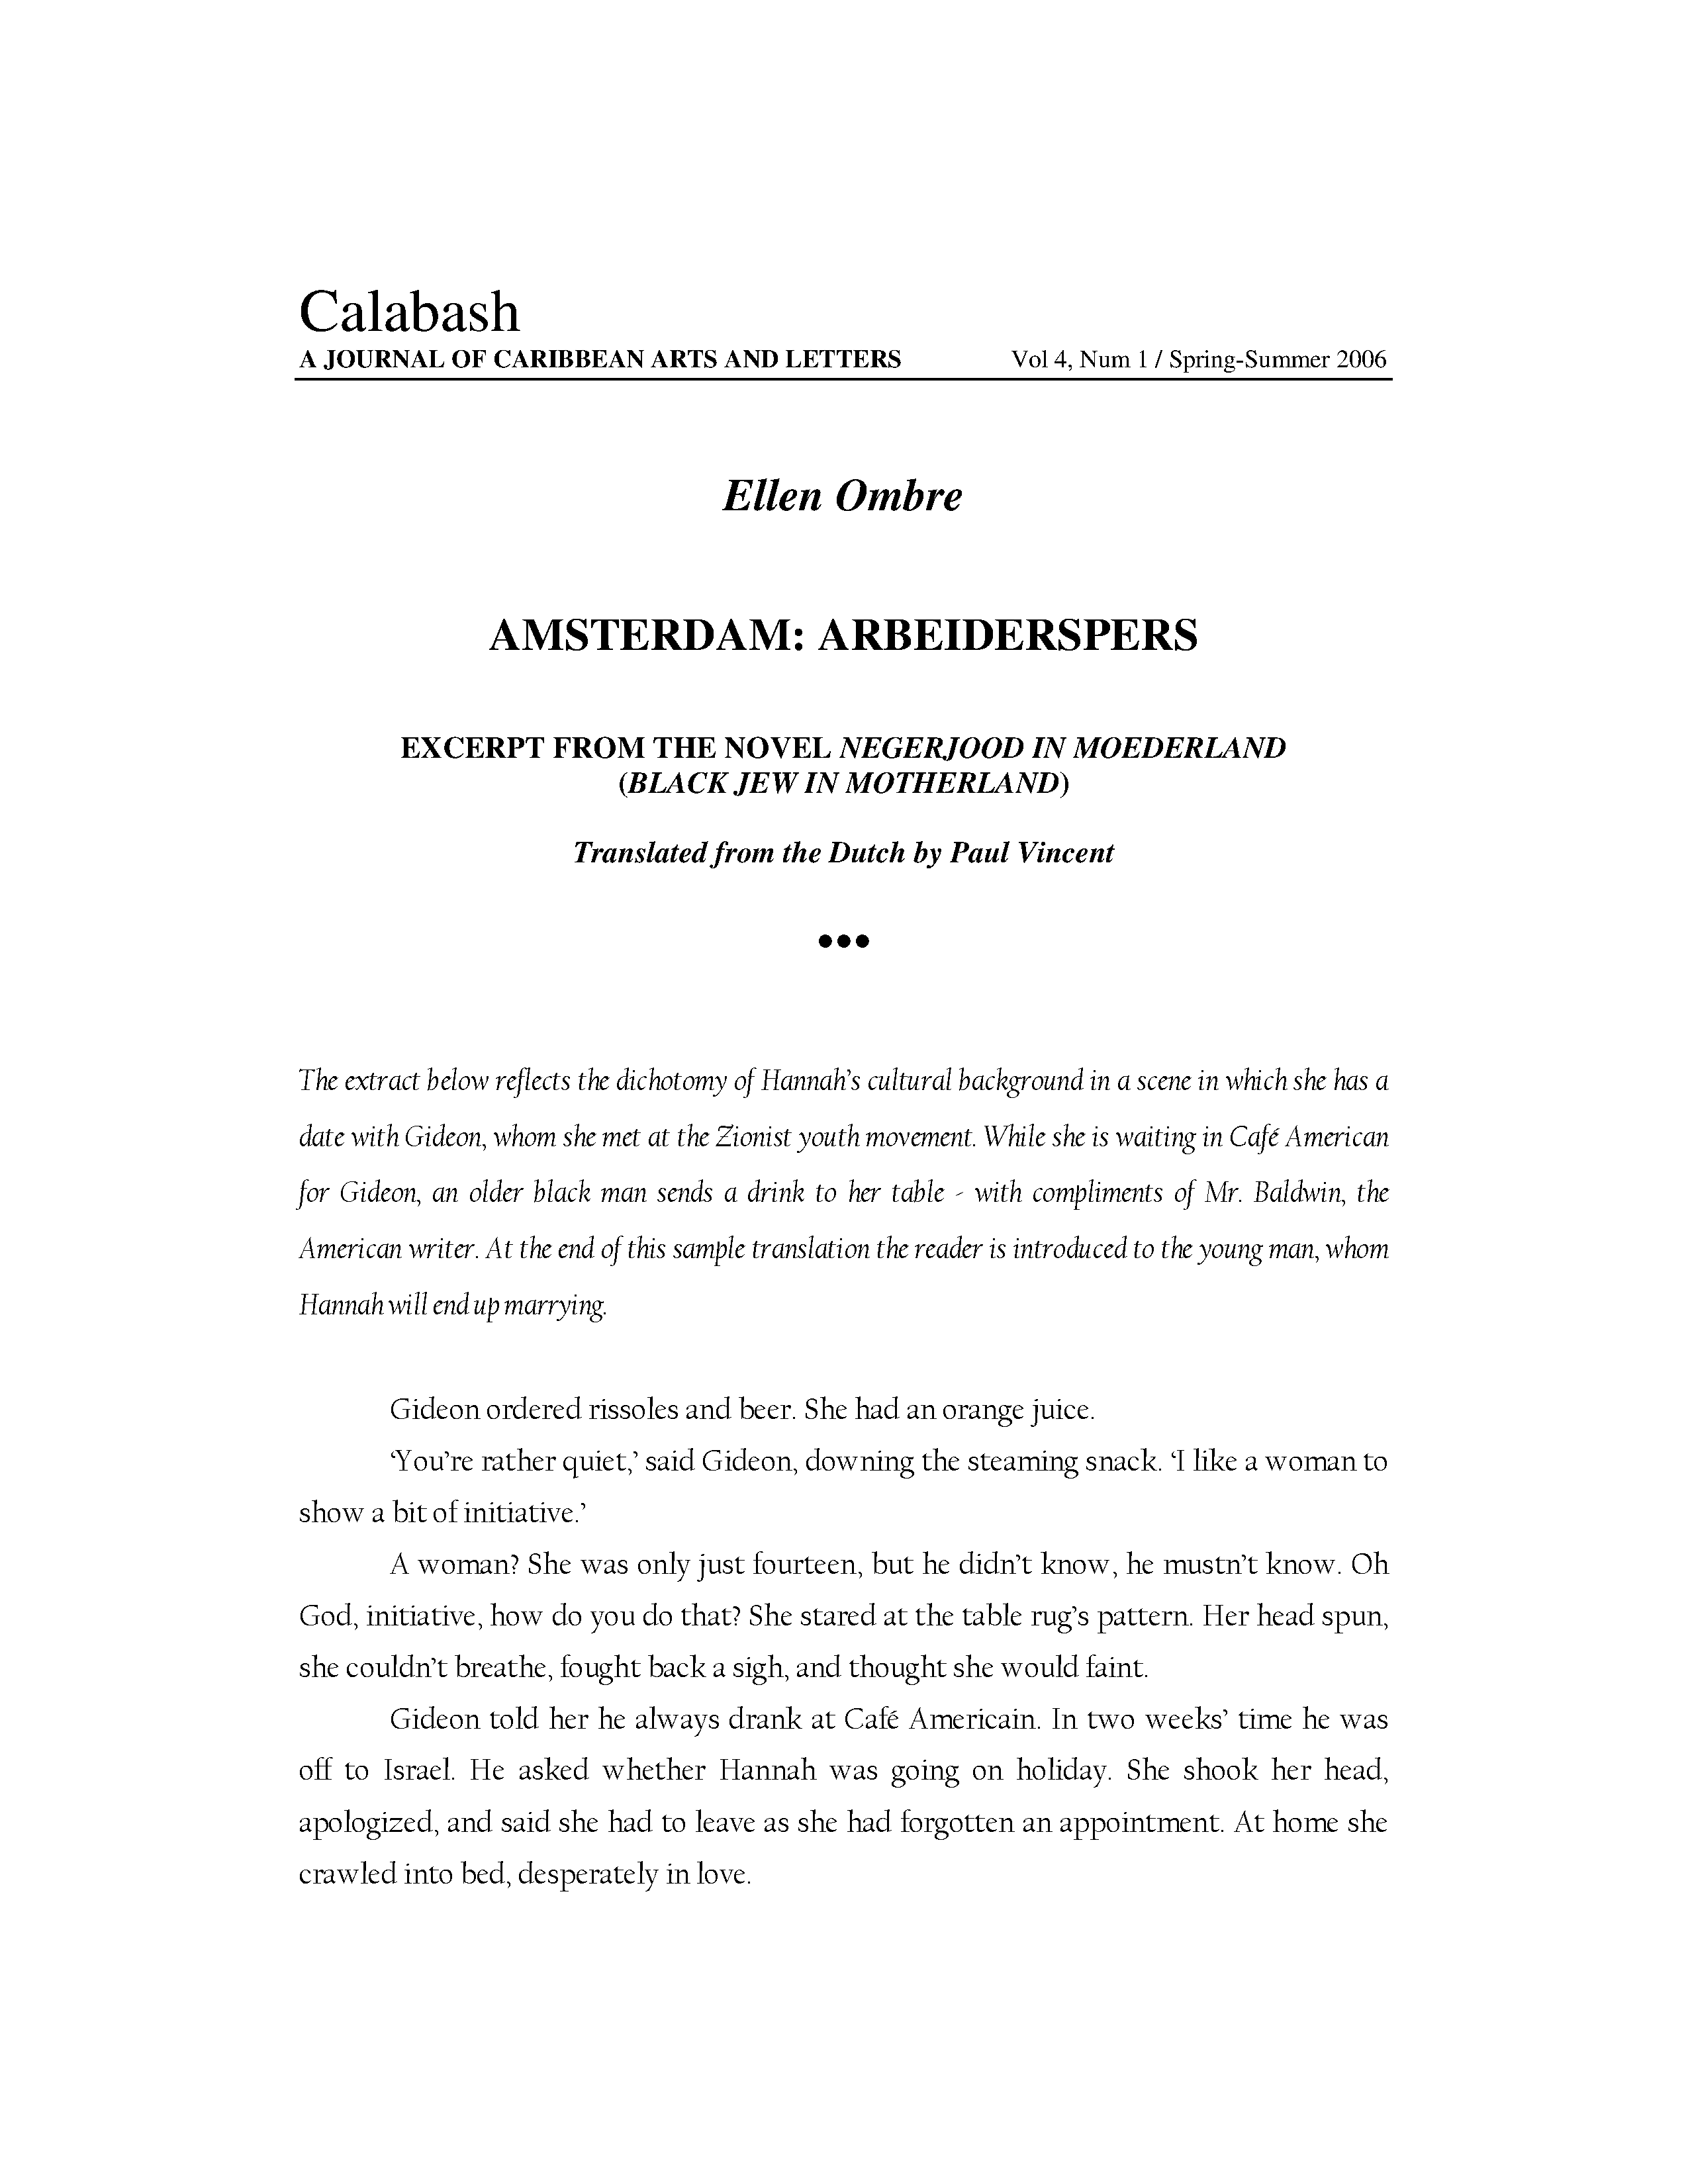 Calabash
A JOURNAL OF CARIBBEAN ARTS AND LETTERS Vol 4, Num 1 / Spring-Summer 2006
Ellen Ombre
AMSTERDAM: ARBEIDERSPERS
EXCERPT FROM THE NOVEL NEGERJOOD IN MOEDERLAND
(BLACK JEW IN MOTHERLAND)
Translated from the Dutch by Paul Vincent
●●●
The extract below reflects the dichotomy of Hannah's cultural background in a scene in which she has a
date with Gideon, whom she met at the Zionist youth movement. While she is waiting in Café American
for Gideon, an older black man sends a drink to her table - with compliments of Mr. Baldwin, the
American writer. At the end of this sample translation the reader is introduced to the young man, whom
Hannah will end up marrying.
Gideon ordered rissoles and beer. She had an orange juice.
‘You’re rather quiet,’ said Gideon, downing the steaming snack. ‘I like a woman to
show a bit of initiative.’
A woman? She was only just fourteen, but he didn’t know, he mustn’t know. Oh
God, initiative, how do you do that? She stared at the table rug’s pattern. Her head spun,
she couldn’t breathe, fought back a sigh, and thought she would faint.
Gideon told her he always drank at Café Americain. In two weeks’ time he was
off to Israel. He asked whether Hannah was going on holiday. She shook her head,
apologized, and said she had to leave as she had forgotten an appointment. At home she
crawled into bed, desperately in love.